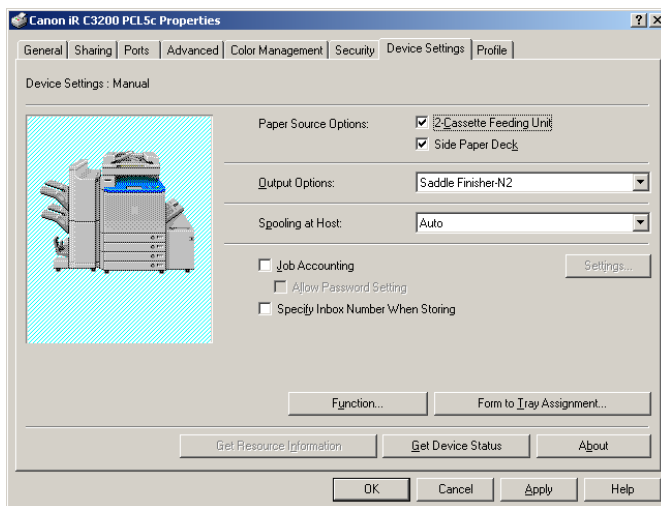 Canon iR C3200 PCL5c Properties
General Sharing Ports Advanced Color Management Security Device Settings Profile
Device Settings : Manual
Paper Source Options: 2-Cassette Feeding Unit
Side Paper Deck
Output Options: Saddle Finisher-N2
Spooling at Host: Auto
Job Accounting Settings...
Allow Password Setting
Specify Inbox Number When Storing
Function... Form to Tray Assignment...
Get Resource Information Get Device Status About
OK Cancel Apply Help